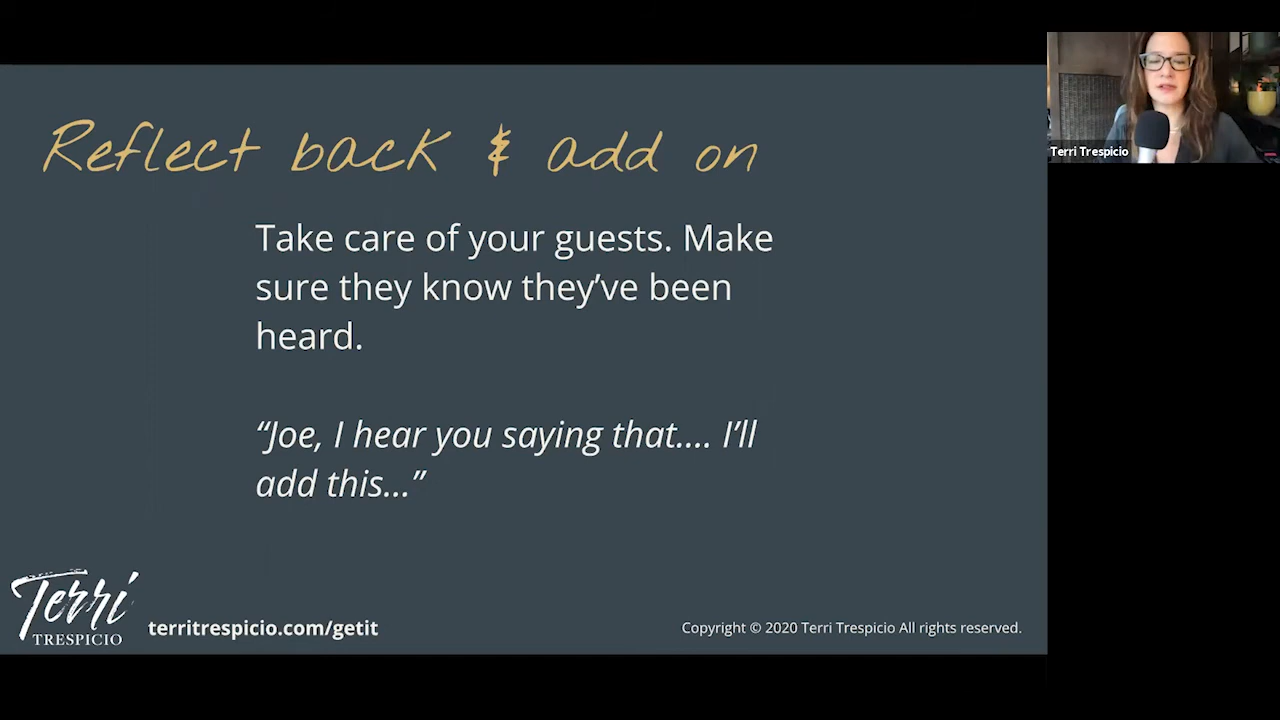 Reflect back & add on
Take care of your guests. Make
sure they know they’ve been
heard.
“Joe, I hear you saying that.... I’ll
add this...”
Terri
TRESPICIO
territrespicio.com/getit
Copyright © 2020 Terri Trespicio All rights reserved.
Terri Trespicio